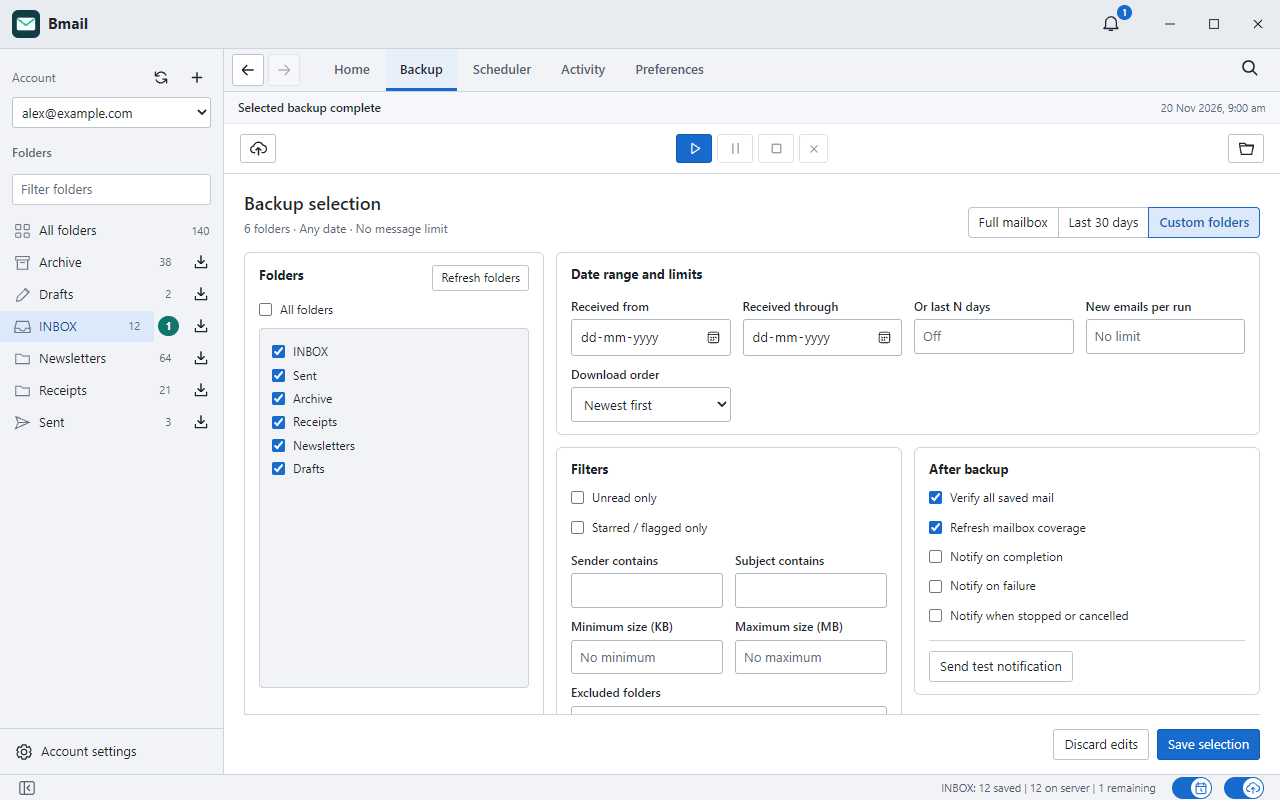 Bmail
1
Account
alex@example.com
Folders
Filter folders
All folders 140
Archive 38
Drafts 2
INBOX 12 1
Newsletters 64
Receipts 21
Sent 3
Account settings
Home Backup Scheduler Activity Preferences
Selected backup complete
20 Nov 2026, 9:00 am
Backup selection
6 folders · Any date · No message limit
Full mailbox Last 30 days Custom folders
Folders
Refresh folders
All folders
INBOX
Sent
Archive
Receipts
Newsletters
Drafts
Date range and limits
Received from Received through Or last N days New emails per run
dd-mm-yyyy dd-mm-yyyy Off No limit
Download order
Newest first
Filters
Unread only
Starred / flagged only
Sender contains Subject contains
Minimum size (KB) Maximum size (MB)
No minimum No maximum
Excluded folders
After backup
Verify all saved mail
Refresh mailbox coverage
Notify on completion
Notify on failure
Notify when stopped or cancelled
Send test notification
Discard edits Save selection
INBOX: 12 saved | 12 on server | 1 remaining